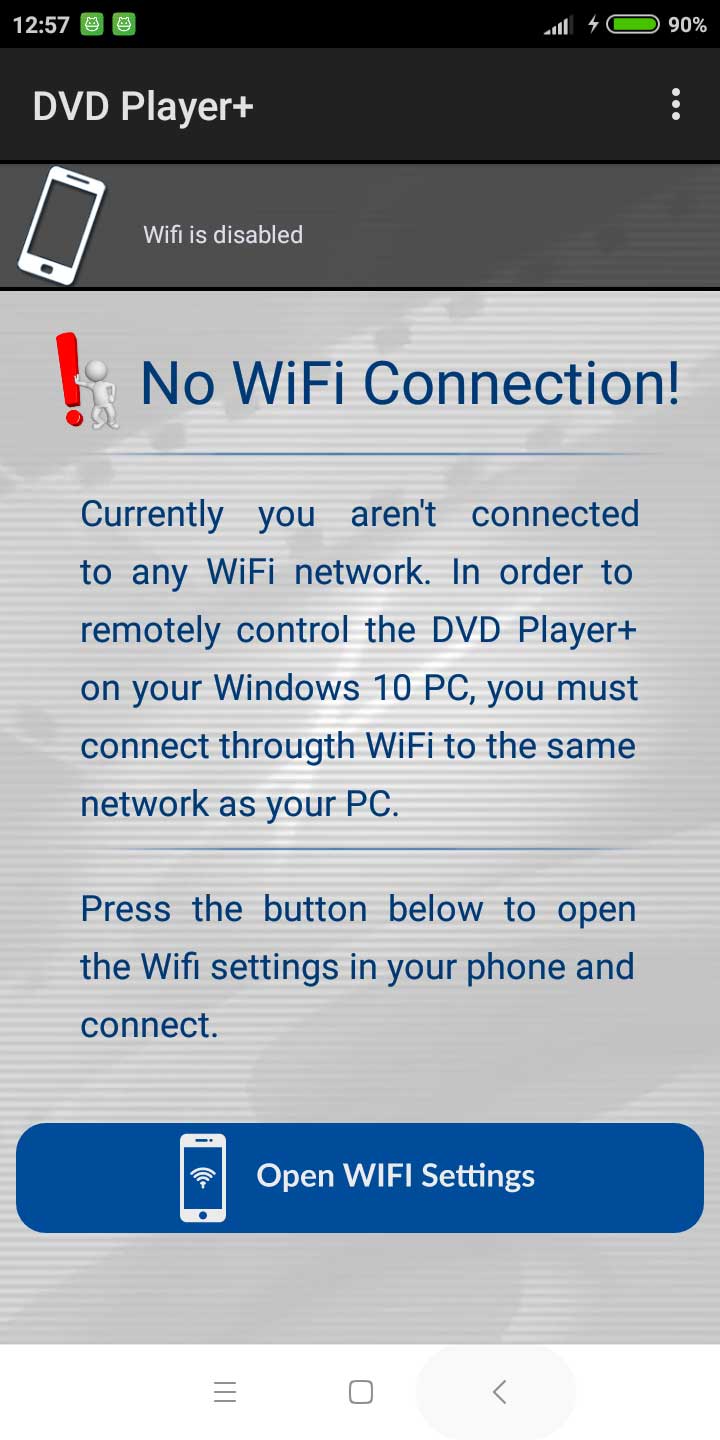 12:57
90%
DVD Player+
Wifi is disabled
No WiFi Connection!
Currently you aren't connected
to any WiFi network. In order to
remotely control the DVD Player+
on your Windows 10 PC, you must
connect througth WiFi to the same
network as your PC.
Press the button below to open
the Wifi settings in your phone and
connect.
Open WIFI Settings